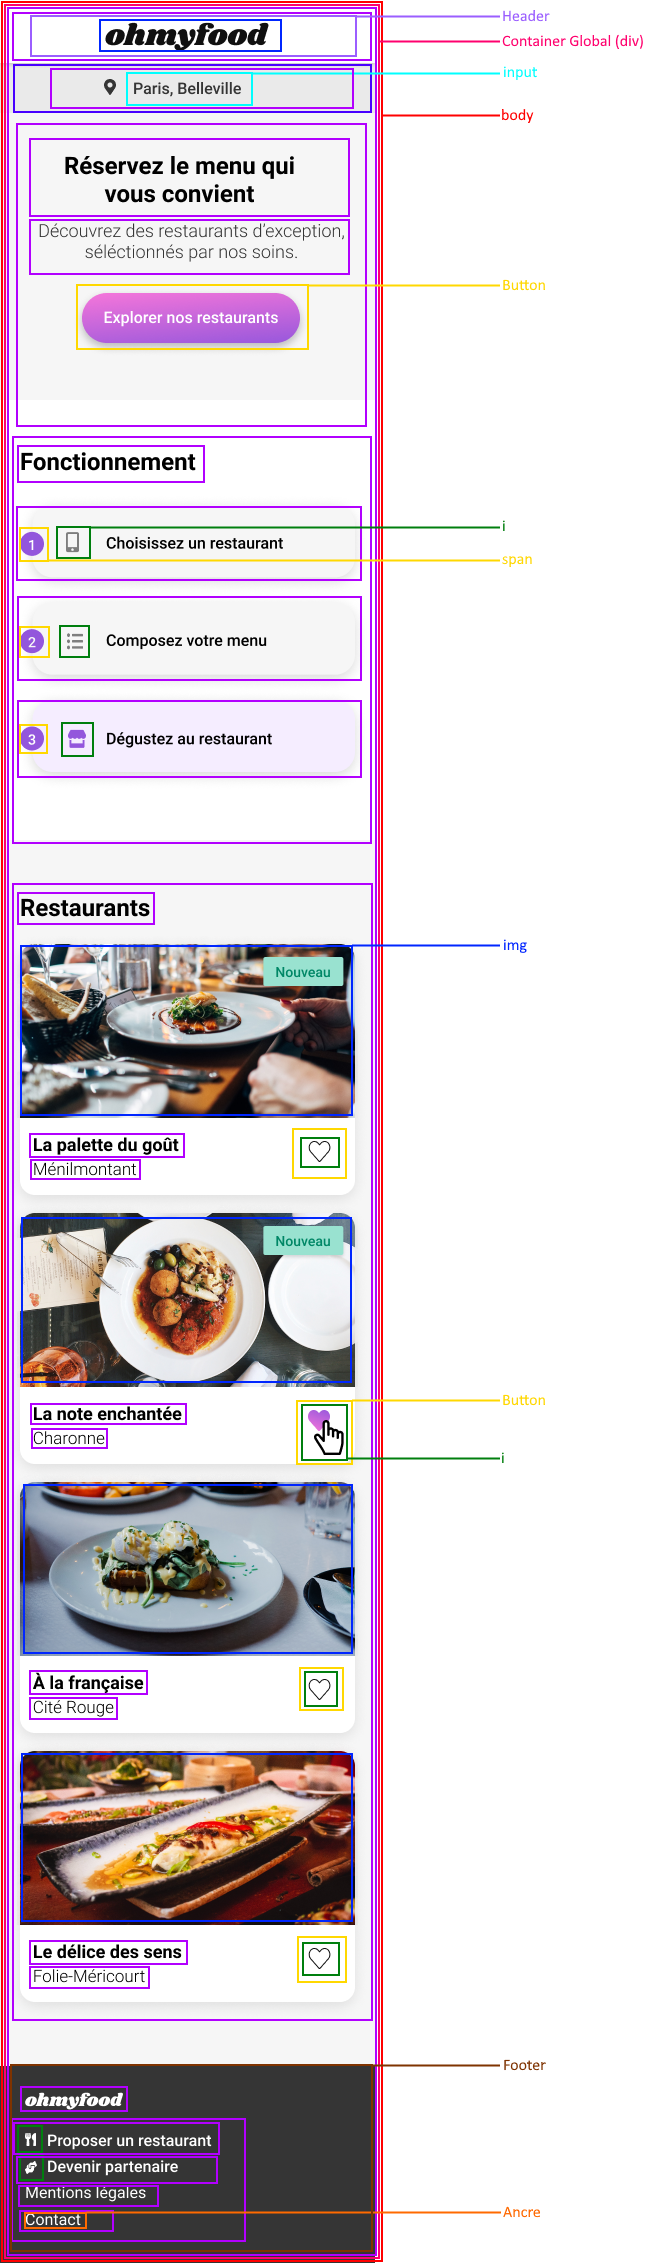 ohmyfood
Header
Container Global (div)
input
Paris, Belleville
body
Réservez le menu qui
vous convient
Découvrez des restaurants d’exception,
séléctionnés par nos soins.
Button
Explorer nos restaurants
Fonctionnement
i
1
Choisissez un restaurant
span
2
Composez votre menu
3
Dégustez au restaurant
Restaurants
img
Nouveau
La palette du goût
Ménilmontant
Nouveau
Button
La note enchantée
Charonne
i
À la française
Cité Rouge
Le délice des sens
Folie-Méricourt
Footer
ohmyfood
Proposer un restaurant
Devenir partenaire
Mentions légales
Contact
Ancre